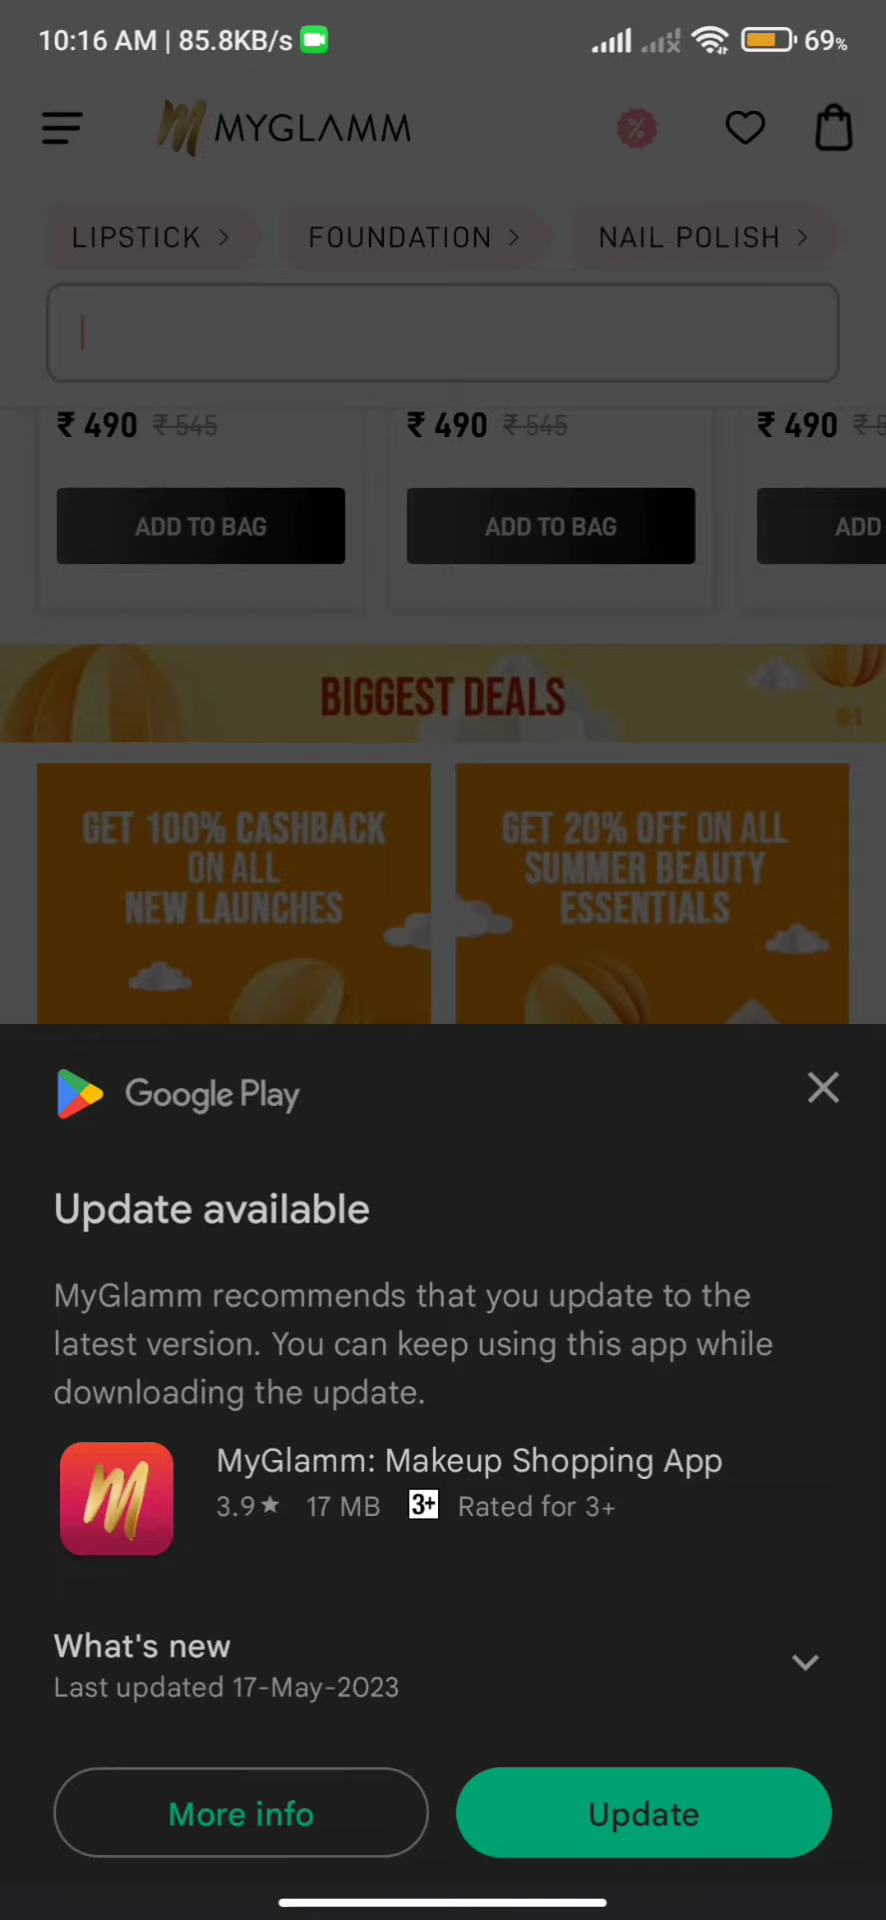 10:16 AM | 85.8KB/s 69%
MYGLAMM %
LIPSTICK > FOUNDATION > NAIL POLISH >
₹ 490 ₹ 545 ₹ 490 ₹ 545 ₹ 490
ADD TO BAG ADD TO BAG ADD
BIGGEST DEALS
GET 100% CASHBACK
ON ALL
NEW LAUNCHES
GET 20% OFF ON ALL
SUMMER BEAUTY
ESSENTIALS
Google Play
Update available
MyGlamm recommends that you update to the
latest version. You can keep using this app while
downloading the update.
MyGlamm: Makeup Shopping App
3.9★ 17 MB 3+ Rated for 3+
What's new
Last updated 17-May-2023
More info Update